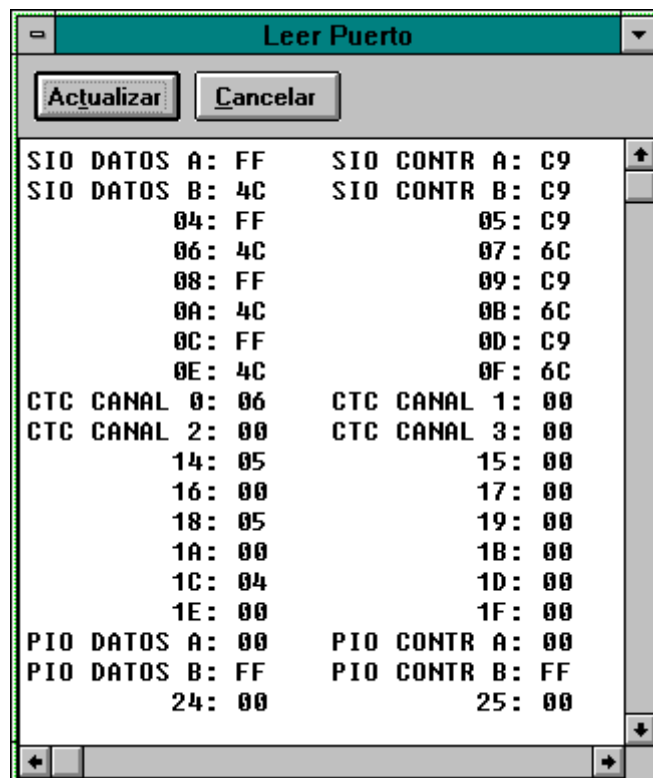 Leer Puerto
Actualizar Cancelar
SIO DATOS A: FF SIO CONTR A: C9
SIO DATOS B: 4C SIO CONTR B: C9
04: FF 05: C9
06: 4C 07: 6C
08: FF 09: C9
0A: 4C 0B: 6C
0C: FF 0D: C9
0E: 4C 0F: 6C
CTC CANAL 0: 06 CTC CANAL 1: 00
CTC CANAL 2: 00 CTC CANAL 3: 00
14: 05 15: 00
16: 00 17: 00
18: 05 19: 00
1A: 00 1B: 00
1C: 04 1D: 00
1E: 00 1F: 00
PIO DATOS A: 00 PIO CONTR A: 00
PIO DATOS B: FF PIO CONTR B: FF
24: 00 25: 00